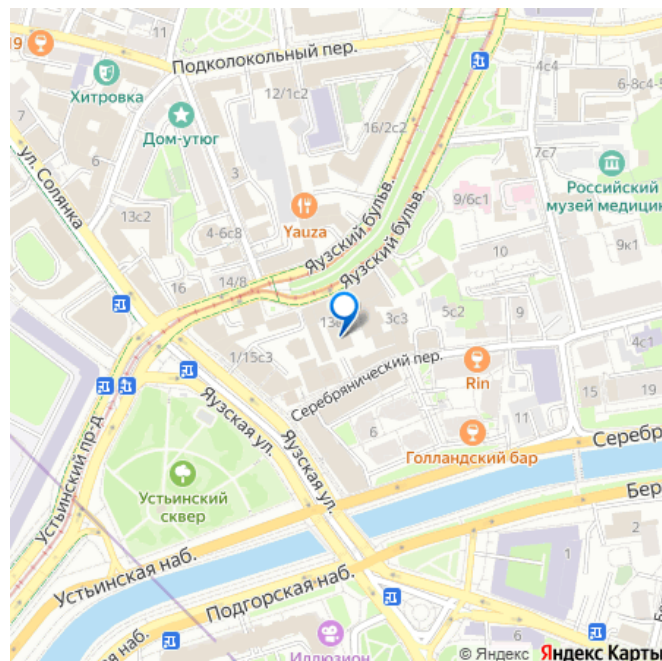 19
Подколокольный пер.
4с4
6-8с4-5
Хитровка
12/1с2
7
Дом-утюг
16/2с2
7с7
ул. Солянка
6
3
Российский
музей медицин
9/6с1
13с2
Yauza
Яузский бульв.
4-6с8
Яузский бульв.
10
9к1
16
14/8
5с2
9
3с3
4с1
1/15с3
Серебрянический пер.
Rin
15
19
Яузская ул.
Яузская ул.
6
11
Голландский бар
Серебр
Устьинский пр-д
Устьинский
сквер
Бер
2
1
Устьинская наб.
Подгорская наб.
наб.
Иллюзион
6
© Яндекс Яндекс Карты